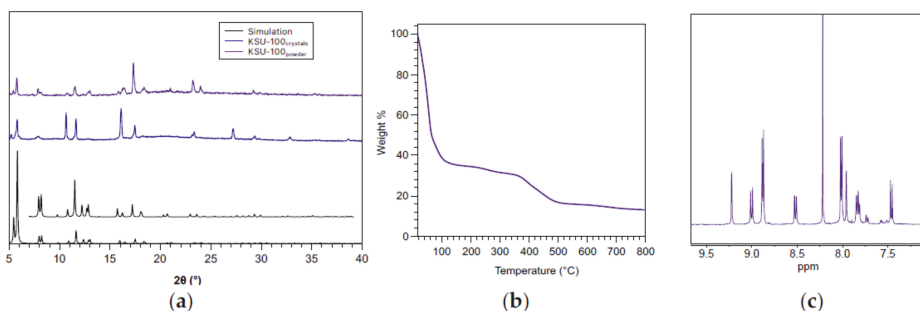 (a)
Simulation
KSU-100crystals
KSU-100powder
5 10 15 20 25 30 35 40
2θ (°)
(a)
(b)
100
80
60
40
20
0
Weight %
0 100 200 300 400 500 600 700 800
Temperature (°C)
(b)
(c)
9.5 9.0 8.5 8.0 7.5
ppm
(c)